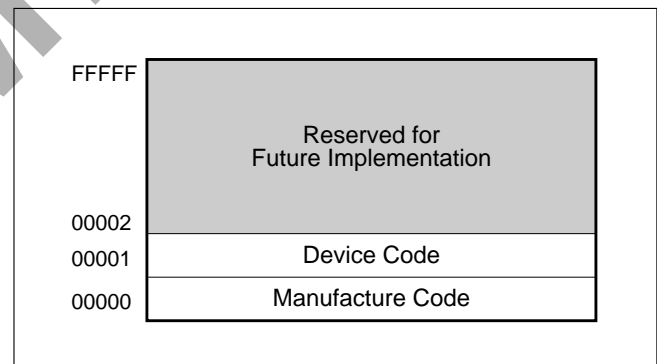 FFFFF
Reserved for
Future Implementation
00002
00001
Device Code
00000
Manufacture Code